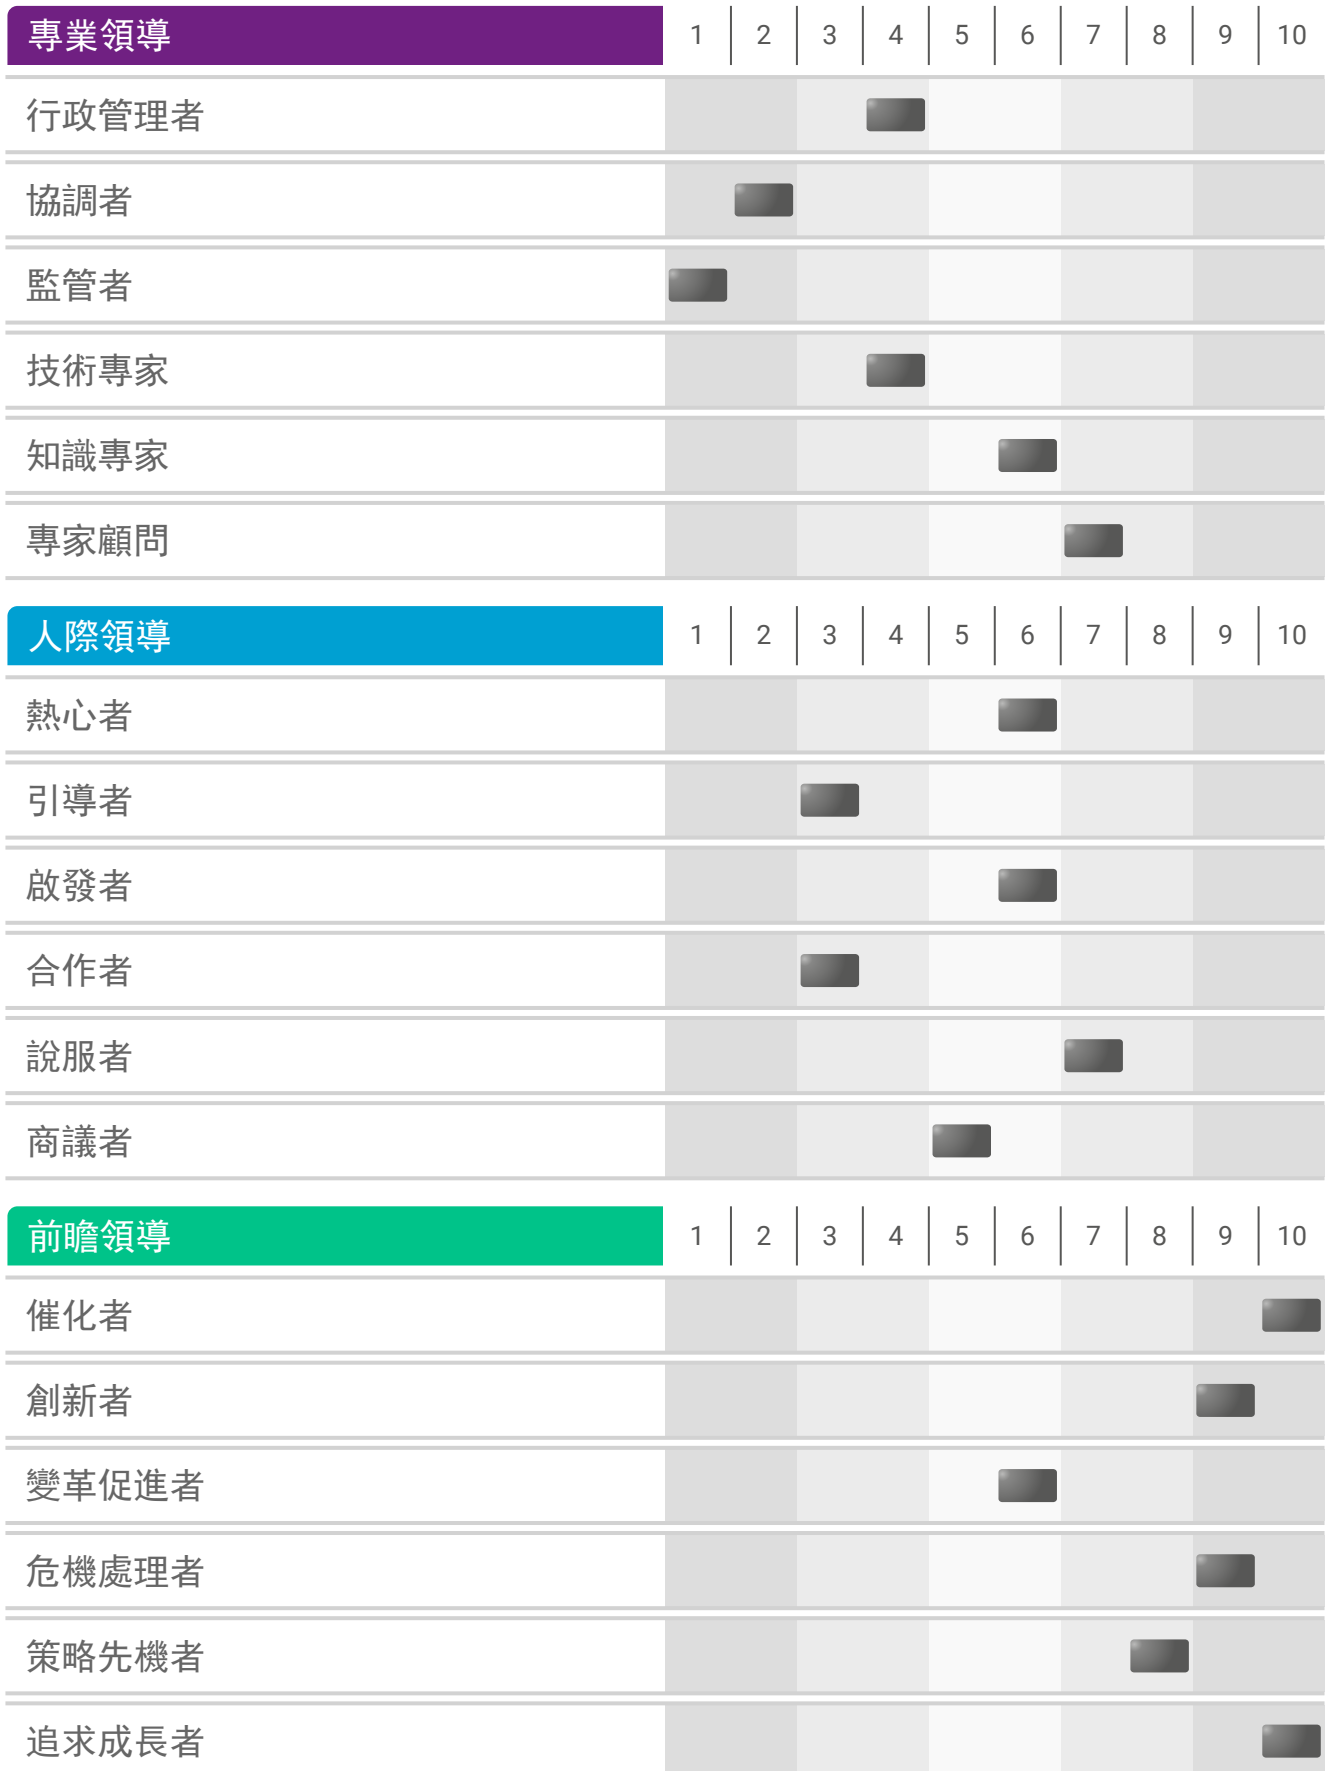 專業領導 1 2 3 4 5 6 7 8 9 10
行政管理者
協調者
監管者
技術專家
知識專家
專家顧問
人際領導 1 2 3 4 5 6 7 8 9 10
熱心者
引導者
啟發者
合作者
說服者
商議者
前瞻領導 1 2 3 4 5 6 7 8 9 10
催化者
創新者
變革促進者
危機處理者
策略先機者
追求成長者